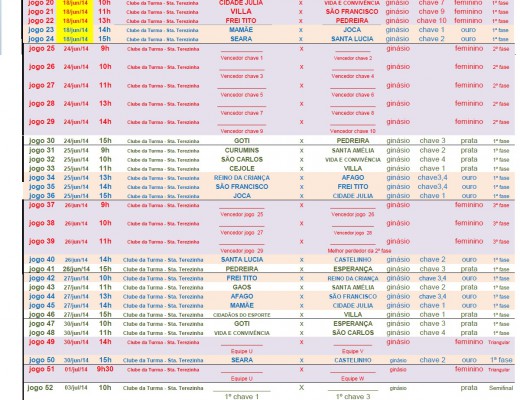 jogo 20 18/jun/14 10h Clube da Turma - Sta. Terezinha CIDADE JÚLIA X VIDA E CONVIVÊNCIA ginásio chave 7 feminino 1ª fase
jogo 21 18/jun/14 11h Clube da Turma - Sta. Terezinha VILLA X SÃO FRANCISCO ginásio chave 9 feminino 1ª fase
jogo 22 18/jun/14 13h Clube da Turma - Sta. Terezinha FREI TITO X PEDREIRA ginásio chave 10 feminino 1ª fase
jogo 23 18/jun/14 14h Clube da Turma - Sta. Terezinha MAMÃE X JOCA ginásio chave 1 ouro 1ª fase
jogo 24 18/jun/14 15h Clube da Turma - Sta. Terezinha SEARA X SANTA LUCIA ginásio chave 2 ouro 1ª fase
jogo 25 24/jun/14 9h Clube da Turma - Sta. Terezinha X ginásio feminino 2ª fase
Vencedor chave 1 Vencedor chave 2
jogo 26 24/jun/14 10h Clube da Turma - Sta. Terezinha X ginásio feminino 2ª fase
Vencedor chave 3 Vencedor chave 4
jogo 27 24/jun/14 11h Clube da Turma - Sta. Terezinha X ginásio feminino 2ª fase
Vencedor chave 5 Vencedor chave 6
jogo 28 24/jun/14 13h Clube da Turma - Sta. Terezinha X ginásio feminino 2ª fase
Vencedor chave 7 Vencedor chave 8
jogo 29 24/jun/14 14h Clube da Turma - Sta. Terezinha X ginásio feminino 2ª fase
Vencedor chave 9 Vencedor chave 10
jogo 30 24/jun/14 15h Clube da Turma - Sta. Terezinha GOTI X PEDREIRA ginásio chave 3 prata 1ª fase
jogo 31 25/jun/14 9h Clube da Turma - Sta. Terezinha CURUMINS X SANTA AMÉLIA ginásio chave 2 prata 1ª fase
jogo 32 25/jun/14 10h Clube da Turma - Sta. Terezinha SÃO CARLOS X VIDA E CONVIVÊNCIA ginásio chave 4 prata 1ª fase
jogo 33 25/jun/14 11h Clube da Turma - Sta. Terezinha CEJOLE X VILLA ginásio chave 1 prata 1ª fase
jogo 34 25/jun/14 13h Clube da Turma - Sta. Terezinha REINO DA CRIANÇA X AFAGO ginásio chave3,4 ouro 1ª fase
jogo 35 25/jun/14 14h Clube da Turma - Sta. Terezinha SÃO FRANCISCO X FREI TITO ginásio chave3,4 ouro 1ª fase
jogo 36 25/jun/14 15h Clube da Turma - Sta. Terezinha JOCA X CIDADE JÚLIA ginásio chave 1 ouro 1ª fase
jogo 37 26/jun/14 9h Clube da Turma - Sta. Terezinha X ginásio feminino 3ª fase
Vencedor jogo 25 Vencedor jogo 26
jogo 38 26/jun/14 10h Clube da Turma - Sta. Terezinha X ginásio feminino 3ª fase
Vencedor jogo 27 Vencedor jogo 28
jogo 39 26/jun/14 11h Clube da Turma - Sta. Terezinha X ginásio feminino 3ª fase
Vencedor jogo 29 Melhor perdedor da 2ª fase
jogo 40 26/jun/14 14h Clube da Turma - Sta. Terezinha SANTA LUCIA X CASTELINHO ginásio chave 2 ouro 1ª fase
jogo 41 26/jun/14 15h Clube da Turma - Sta. Terezinha PEDREIRA X ESPERANÇA ginásio chave 3 prata 1ª fase
jogo 42 27/jun/14 10h Clube da Turma - Sta. Terezinha FREI TITO X REINO DA CRIANÇA ginásio chave 3,4 ouro 1ª fase
jogo 43 27/jun/14 11h Clube da Turma - Sta. Terezinha GAOS X SANTA AMÉLIA ginásio chave 2 prata 1ª fase
jogo 44 27/jun/14 13h Clube da Turma - Sta. Terezinha AFAGO X SÃO FRANCISCO ginásio chave 3,4 ouro 1ª fase
jogo 45 27/jun/14 14h Clube da Turma - Sta. Terezinha MAMÃE X CIDADE JÚLIA ginásio chave 1 ouro 1ª fase
jogo 46 27/jun/14 15h Clube da Turma - Sta. Terezinha CIDADÃOS DO ESPORTE X VILLA ginásio chave 1 prata 1ª fase
jogo 47 30/jun/14 10h Clube da Turma - Sta. Terezinha GOTI X ESPERANÇA ginásio chave 3 prata 1ª fase
jogo 48 30/jun/14 11h Clube da Turma - Sta. Terezinha VIDA E CONVIVÊNCIA X SÃO CARLOS ginásio chave 4 prata 1ª fase
jogo 49 30/jun/14 14h Clube da Turma - Sta. Terezinha X ginásio feminino Triangular
Equipe U Equipe V
jogo 50 30/jun/14 15h Clube da Turma - Sta. Terezinha SEARA X CASTELINHO ginásio chave 2 ouro 1ª fase
jogo 51 01/jul/14 9h30 Clube da Turma - Sta. Terezinha X ginásio feminino Triangular
Equipe U Equipe W
jogo 52 03/jul/14 10h Clube da Turma - Sta. Terezinha X ginásio prata Semifinal
1º chave 1 1º chave 3